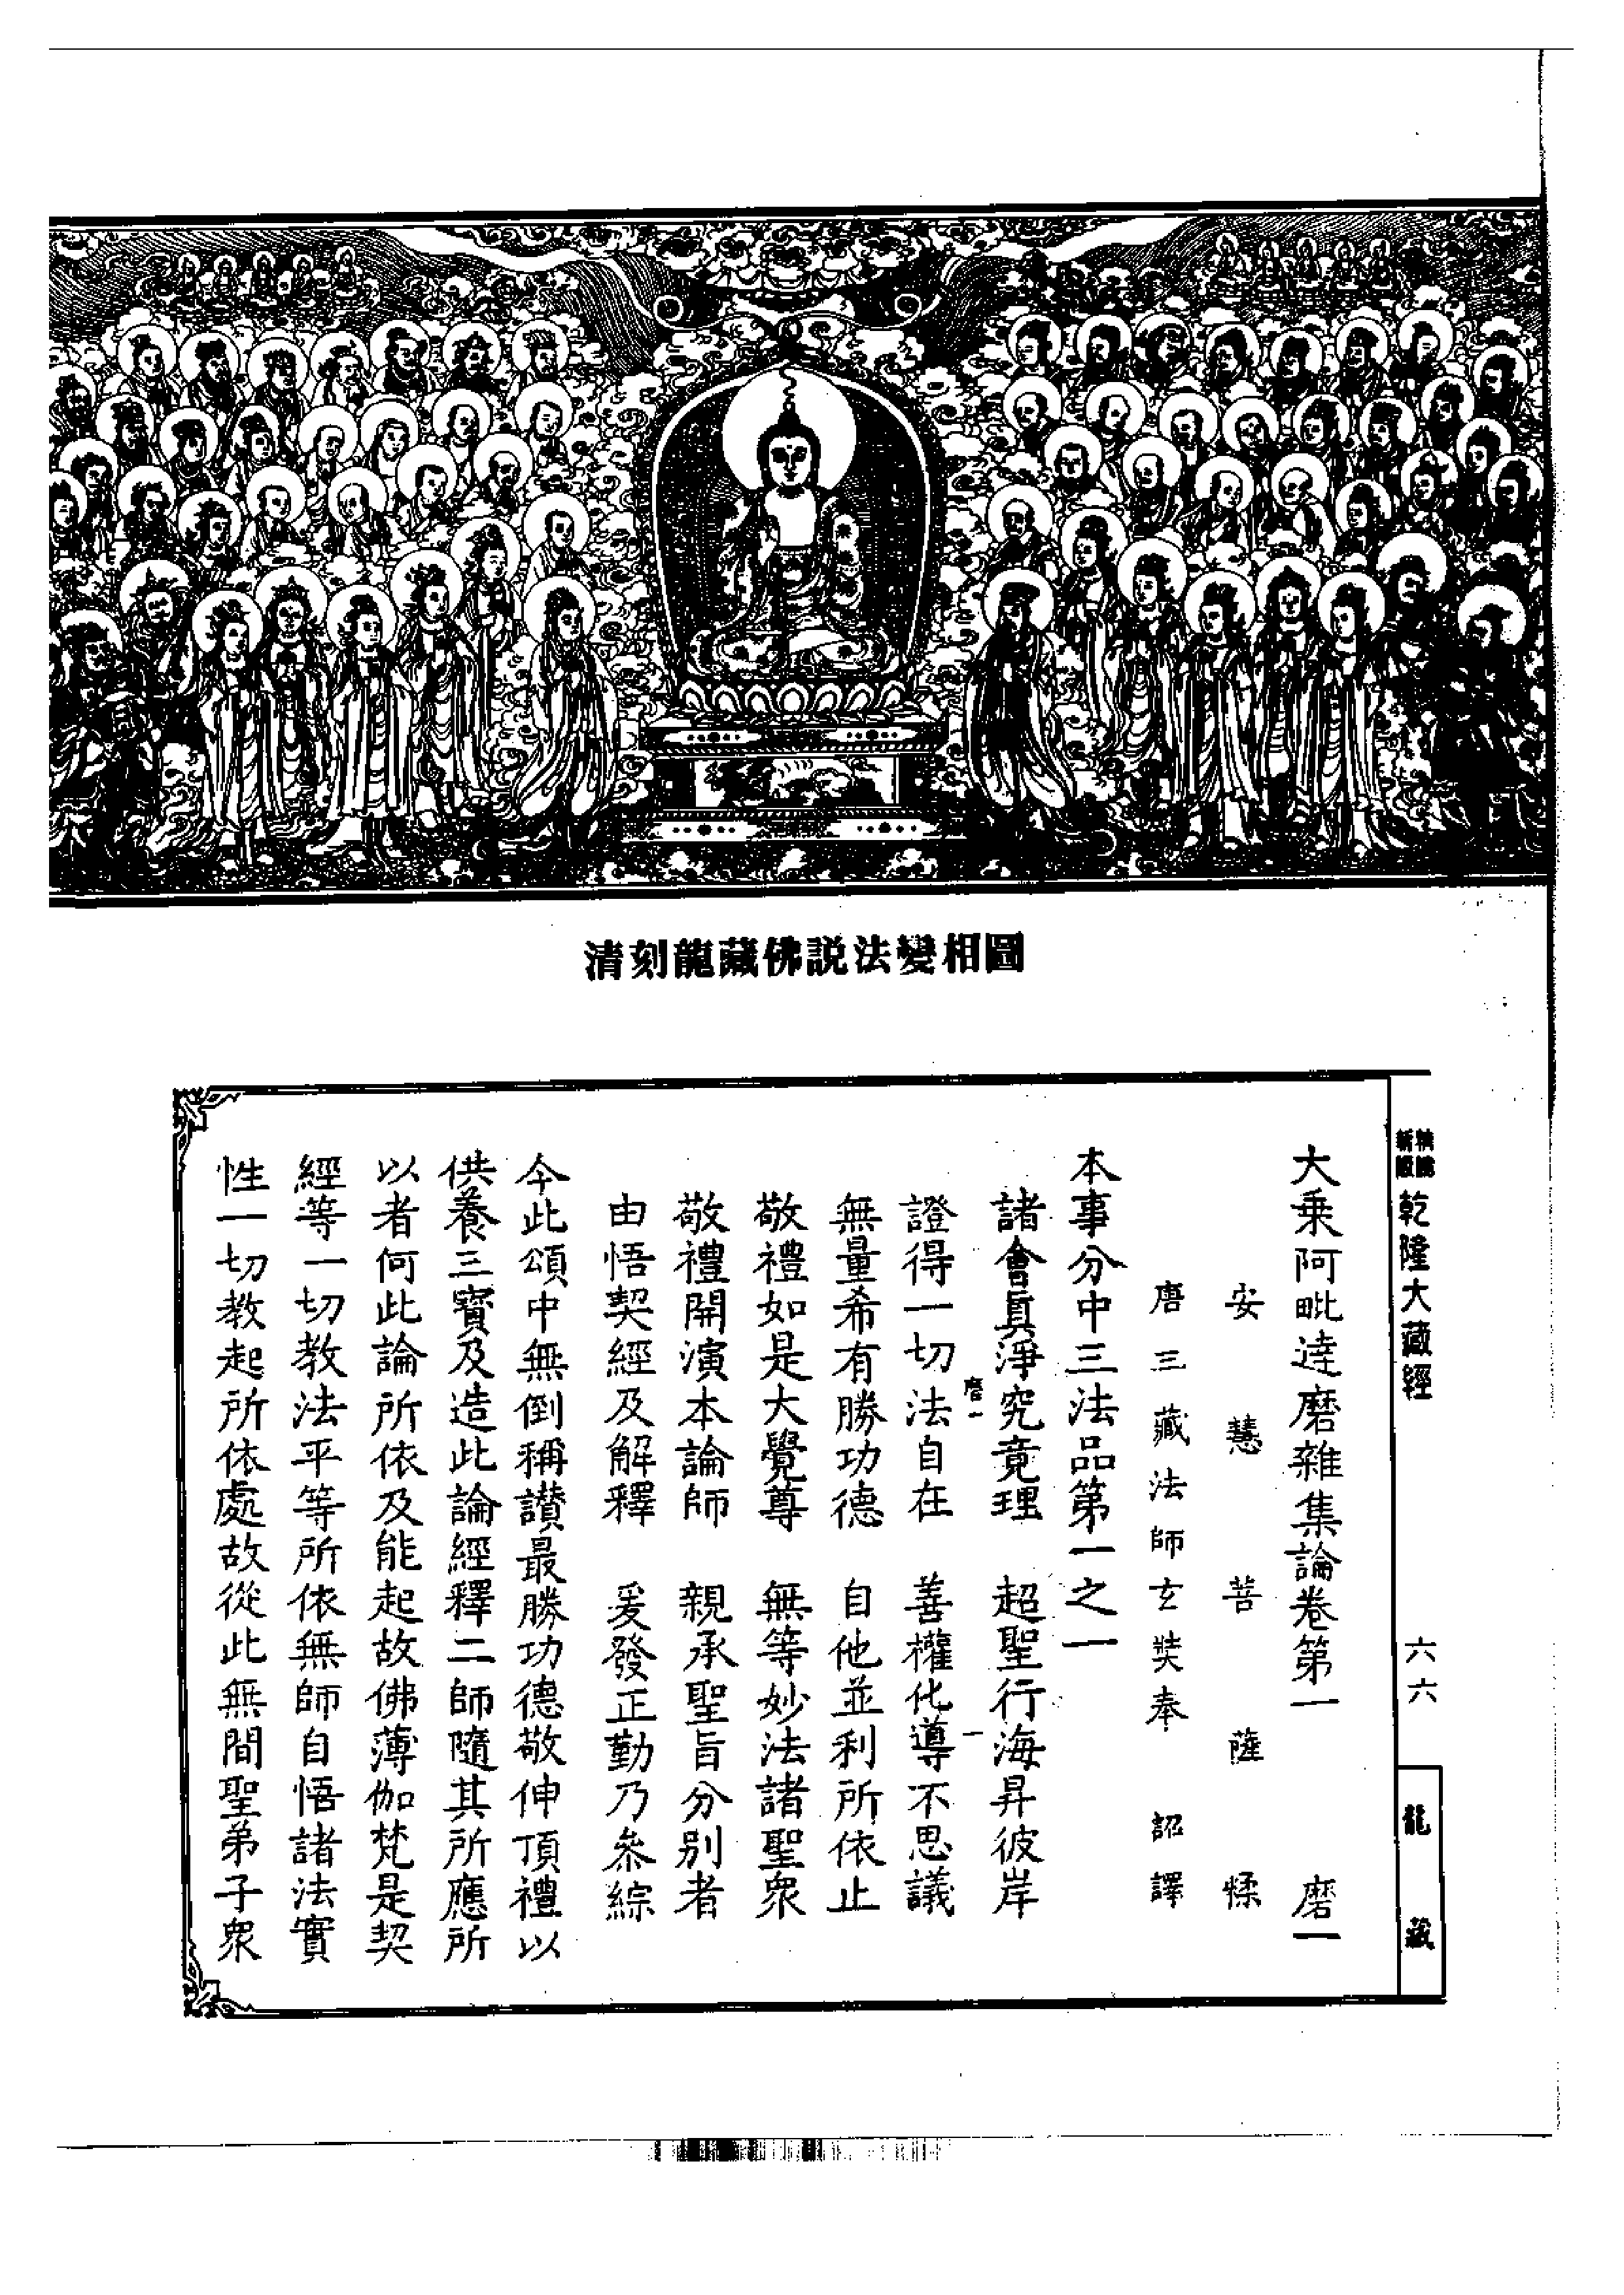 清刻龍藏佛説法變相圖
乾隆大藏經
六六
龍藏
大乗阿毗逹磨雜集論卷第一 磨一
安慧菩薩 糅
唐三藏法師玄奘奉 詔譯
本事分中三法品第一之一
諸會眞淨究竟理 超聖行海昇彼岸
磨一 一
證得一切法自在 善權化導不思議
無量希有勝功德 自他並利所依止
敬禮如是大覺尊 無等妙法諸聖衆
敬禮開演本論師 親承聖旨分別者
由悟契經及解釋 爰發正勤乃參綜
今此頌中無倒稱讃最勝功德敬伸頂禮以
供養三寳及造此論經釋二師隨其所應所
以者何此論所依及能起故佛薄伽梵是契
經等一切教法平等所依無師自悟諸法實
性一切教起所依處故從此無間聖弟子衆